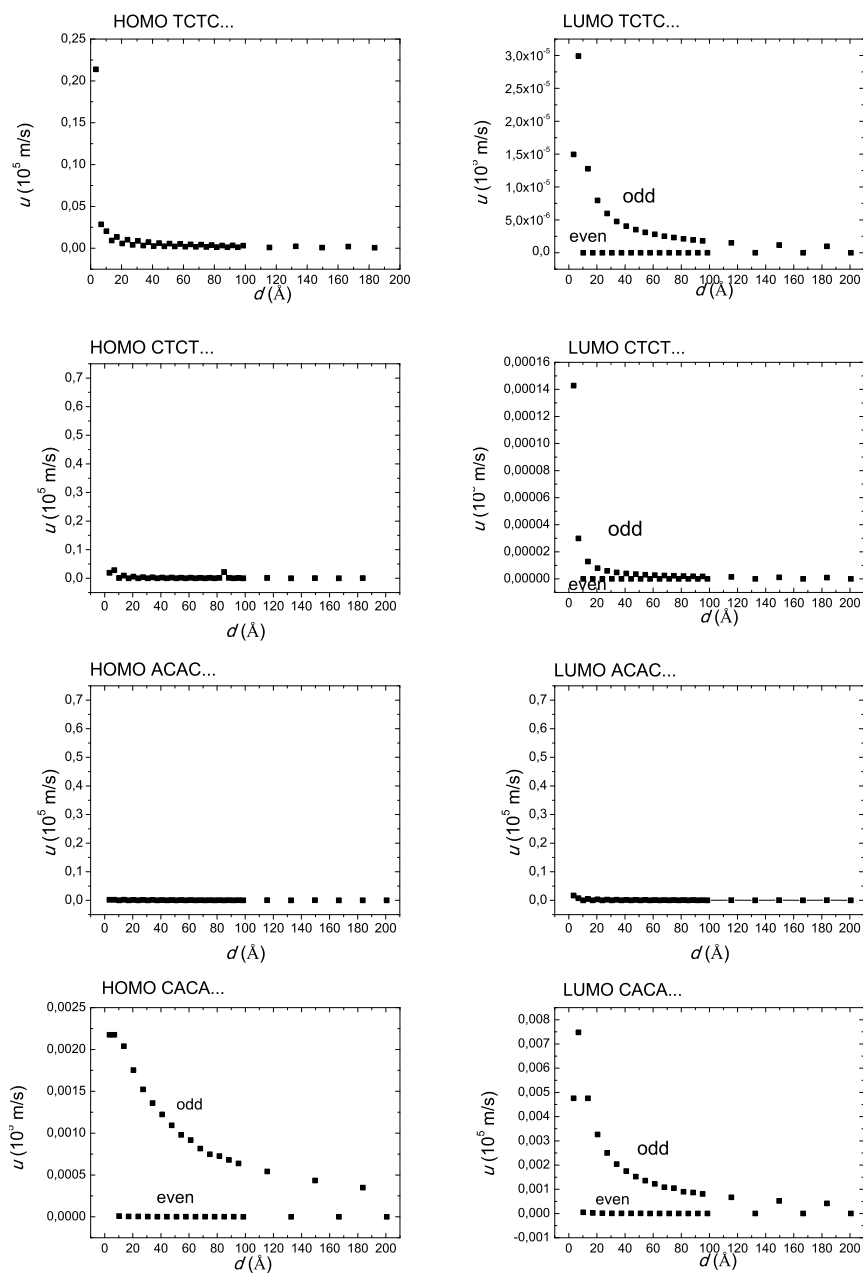 HOMO TCTC...
0,25
0,20
0,15
0,10
0,05
0,00
u (10⁵ m/s)
0 20 40 60 80 100 120 140 160 180 200
d (Å)
LUMO TCTC...
3,0x10⁻⁵
2,5x10⁻⁵
2,0x10⁻⁵
1,5x10⁻⁵
1,0x10⁻⁵
5,0x10⁻⁶
0,0
u (10⁵ m/s)
odd
even
0 20 40 60 80 100 120 140 160 180 200
d (Å)
HOMO CTCT...
0,7
0,6
0,5
0,4
0,3
0,2
0,1
0,0
u (10⁵ m/s)
0 20 40 60 80 100 120 140 160 180 200
d (Å)
LUMO CTCT...
0,00016
0,00014
0,00012
0,00010
0,00008
0,00006
0,00004
0,00002
0,00000
u (10⁵ m/s)
odd
even
0 20 40 60 80 100 120 140 160 180 200
d (Å)
HOMO ACAC...
0,7
0,6
0,5
0,4
0,3
0,2
0,1
0,0
u (10⁵ m/s)
0 20 40 60 80 100 120 140 160 180 200
d (Å)
LUMO ACAC...
0,7
0,6
0,5
0,4
0,3
0,2
0,1
0,0
u (10⁵ m/s)
0 20 40 60 80 100 120 140 160 180 200
d (Å)
HOMO CACA...
0,0025
0,0020
0,0015
0,0010
0,0005
0,0000
u (10⁵ m/s)
odd
even
0 20 40 60 80 100 120 140 160 180 200
d (Å)
LUMO CACA...
0,008
0,007
0,006
0,005
0,004
0,003
0,002
0,001
0,000
-0,001
u (10⁵ m/s)
odd
even
0 20 40 60 80 100 120 140 160 180 200
d (Å)